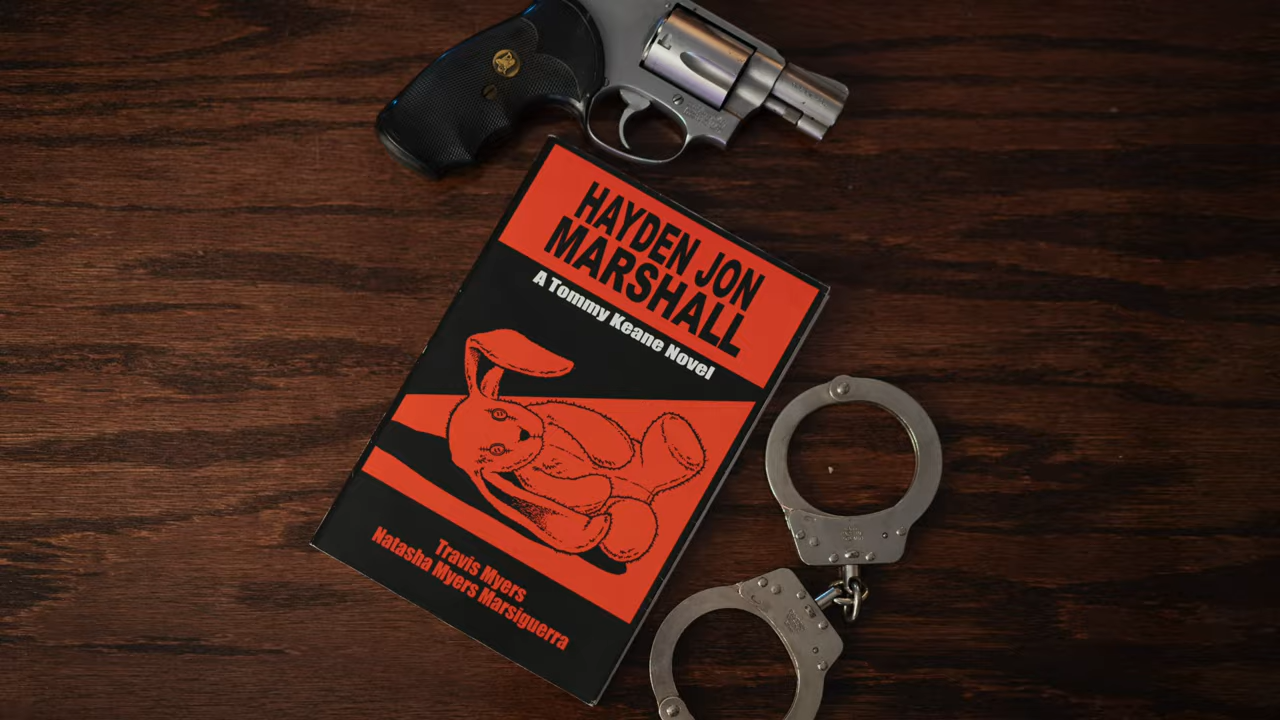 HAYDEN JON
MARSHALL
A Tommy Keane Novel
Travis Myers
Natasha Myers Marsiguerra